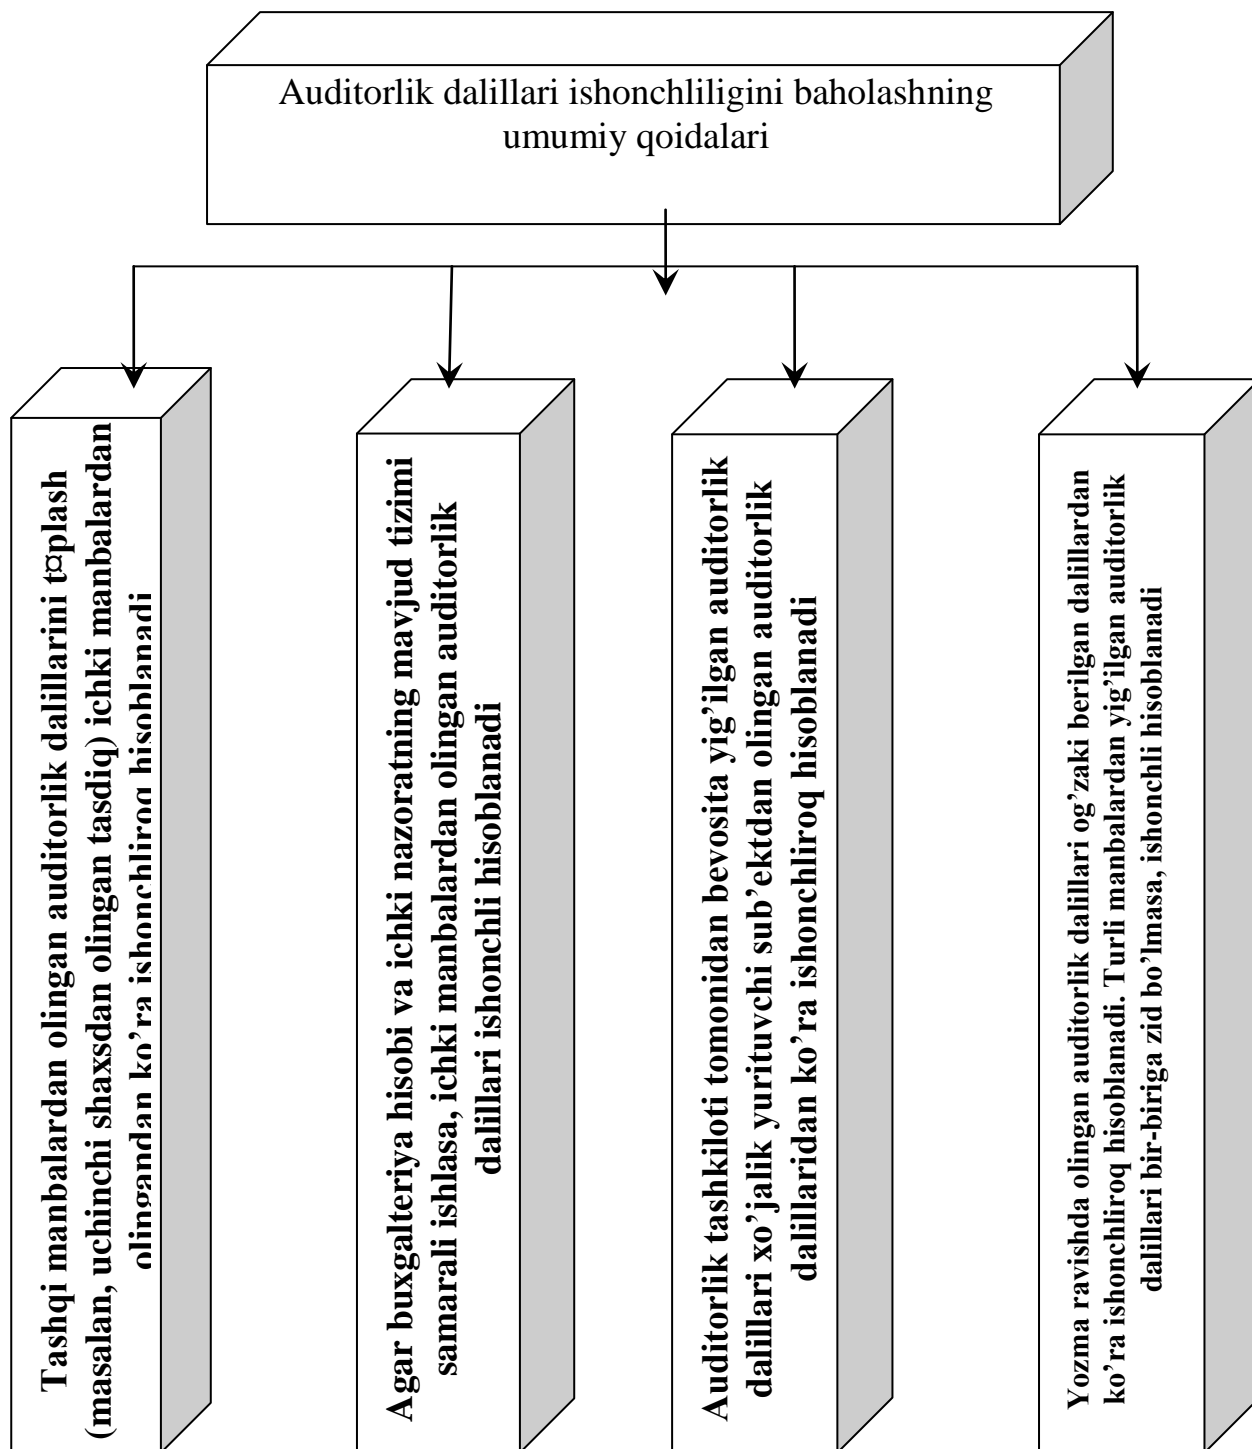 Auditorlik dalillari ishonchliligini baholashning
umumiy qoidalari
Tashqi manbalardan olingan auditorlik dalillarini t¤plash
(masalan, uchinchi shaxsdan olingan tasdiq) ichki manbalardan
olingandan ko’ra ishonchliroq hisoblanadi
Agar buxgalteriya hisobi va ichki nazoratning mavjud tizimi
samarali ishlasa, ichki manbalardan olingan auditorlik
dalillari ishonchli hisoblanadi
Auditorlik tashkiloti tomonidan bevosita yig’ilgan auditorlik
dalillari xo’jalik yurituvchi sub’ektdan olingan auditorlik
dalillaridan ko’ra ishonchliroq hisoblanadi
Yozma ravishda olingan auditorlik dalillari og’zaki berilgan dalillardan
ko’ra ishonchliroq hisoblanadi. Turli manbalardan yig’ilgan auditorlik
dalillari bir-biriga zid bo’lmasa, ishonchli hisoblanadi